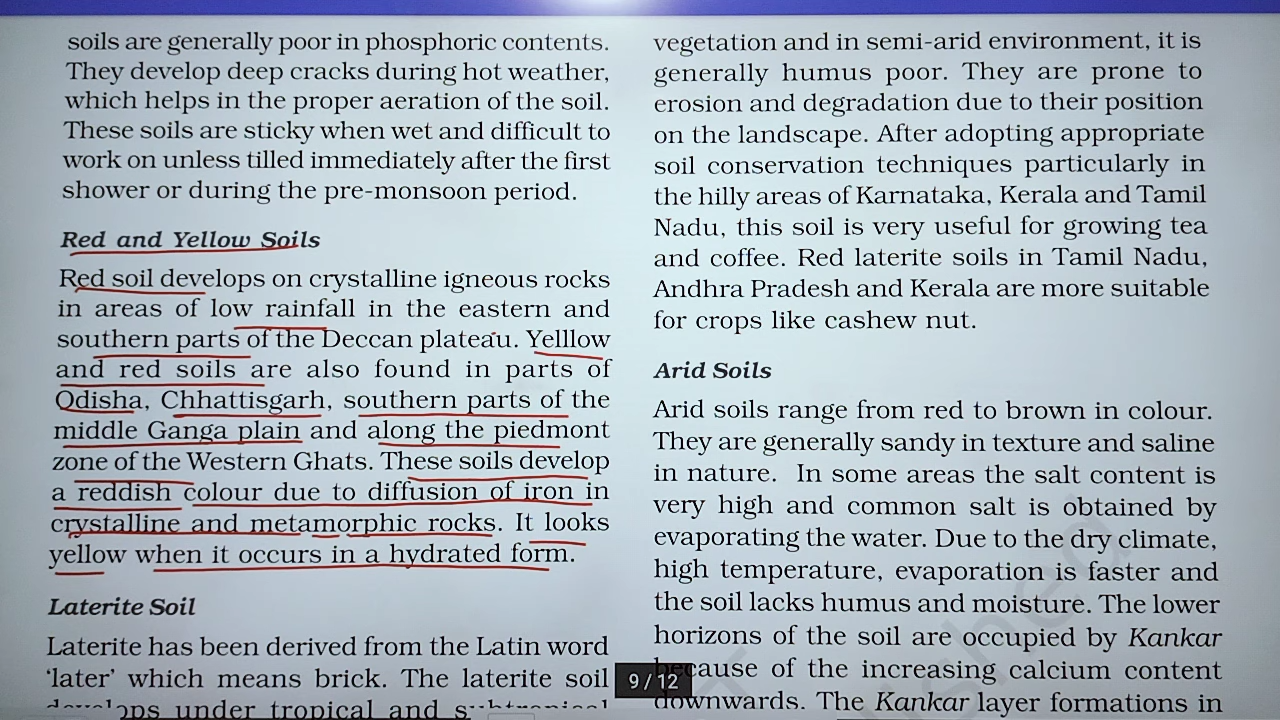 soils are generally poor in phosphoric contents.
They develop deep cracks during hot weather,
which helps in the proper aeration of the soil.
These soils are sticky when wet and difficult to
work on unless tilled immediately after the first
shower or during the pre-monsoon period.
Red and Yellow Soils
Red soil develops on crystalline igneous rocks
in areas of low rainfall in the eastern and
southern parts of the Deccan plateau. Yelllow
and red soils are also found in parts of
Odisha, Chhattisgarh, southern parts of the
middle Ganga plain and along the piedmont
zone of the Western Ghats. These soils develop
a reddish colour due to diffusion of iron in
crystalline and metamorphic rocks. It looks
yellow when it occurs in a hydrated form.
Laterite Soil
Laterite has been derived from the Latin word
‘later’ which means brick. The laterite soil
under tropical and
vegetation and in semi-arid environment, it is
generally humus poor. They are prone to
erosion and degradation due to their position
on the landscape. After adopting appropriate
soil conservation techniques particularly in
the hilly areas of Karnataka, Kerala and Tamil
Nadu, this soil is very useful for growing tea
and coffee. Red laterite soils in Tamil Nadu,
Andhra Pradesh and Kerala are more suitable
for crops like cashew nut.
Arid Soils
Arid soils range from red to brown in colour.
They are generally sandy in texture and saline
in nature. In some areas the salt content is
very high and common salt is obtained by
evaporating the water. Due to the dry climate,
high temperature, evaporation is faster and
the soil lacks humus and moisture. The lower
horizons of the soil are occupied by Kankar
because of the increasing calcium content
downwards. The Kankar layer formations in
9/12